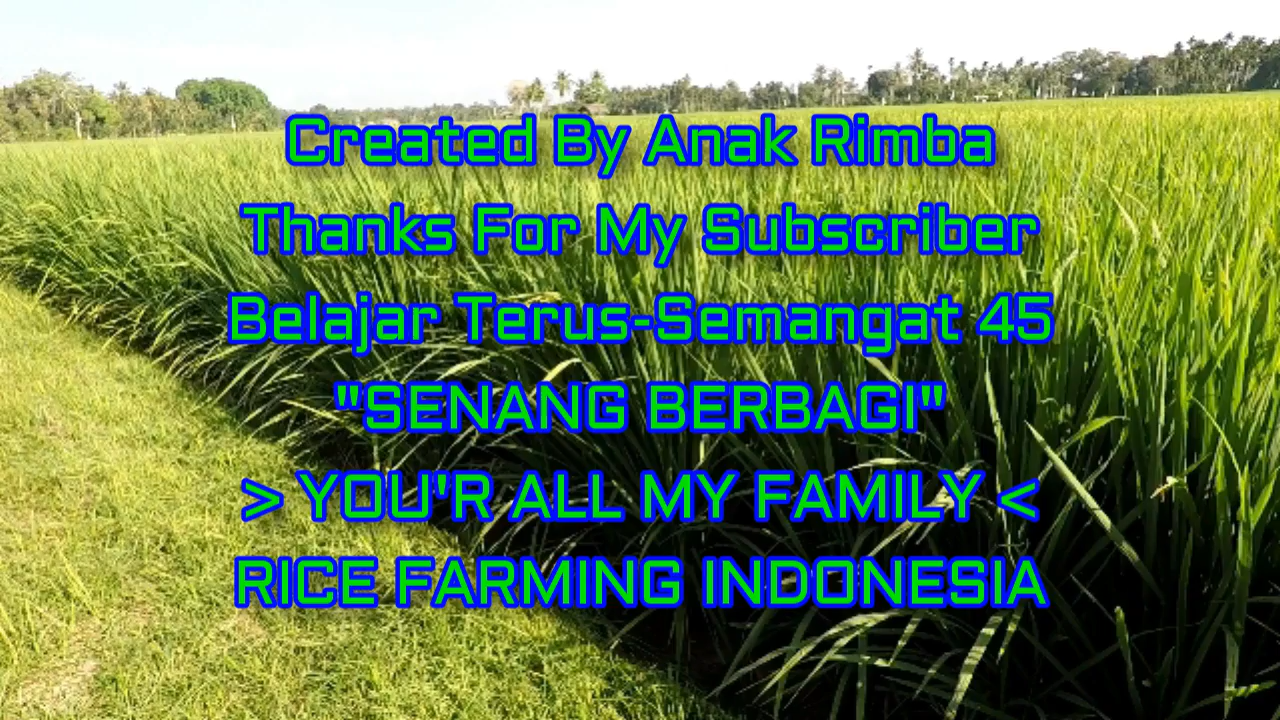 Created By Anak Rimba
Thanks For My Subscriber
Belajar Terus-Semangat 45
"SENANG BERBAGI"
> YOU'R ALL MY FAMILY <
RICE FARMING INDONESIA